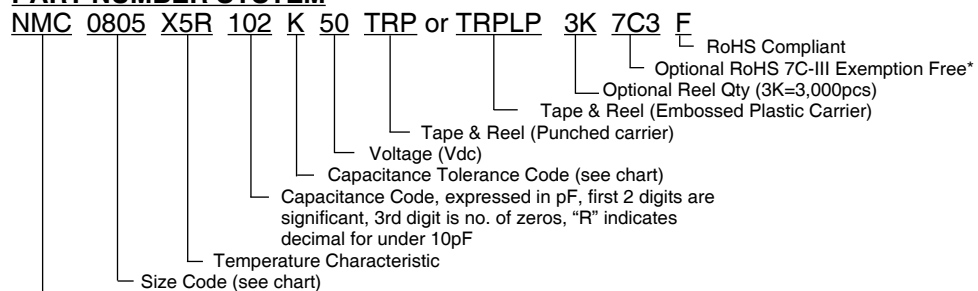 PART NUMBER SYSTEM
NMC 0805 X5R 102 K 50 TRP or TRPLP 3K 7C3 F
RoHS Compliant
Optional RoHS 7C-III Exemption Free*
Optional Reel Qty (3K=3,000pcs)
Tape & Reel (Embossed Plastic Carrier)
Tape & Reel (Punched carrier)
Voltage (Vdc)
Capacitance Tolerance Code (see chart)
Capacitance Code, expressed in pF, first 2 digits are
significant, 3rd digit is no. of zeros, “R” indicates
decimal for under 10pF
Temperature Characteristic
Size Code (see chart)